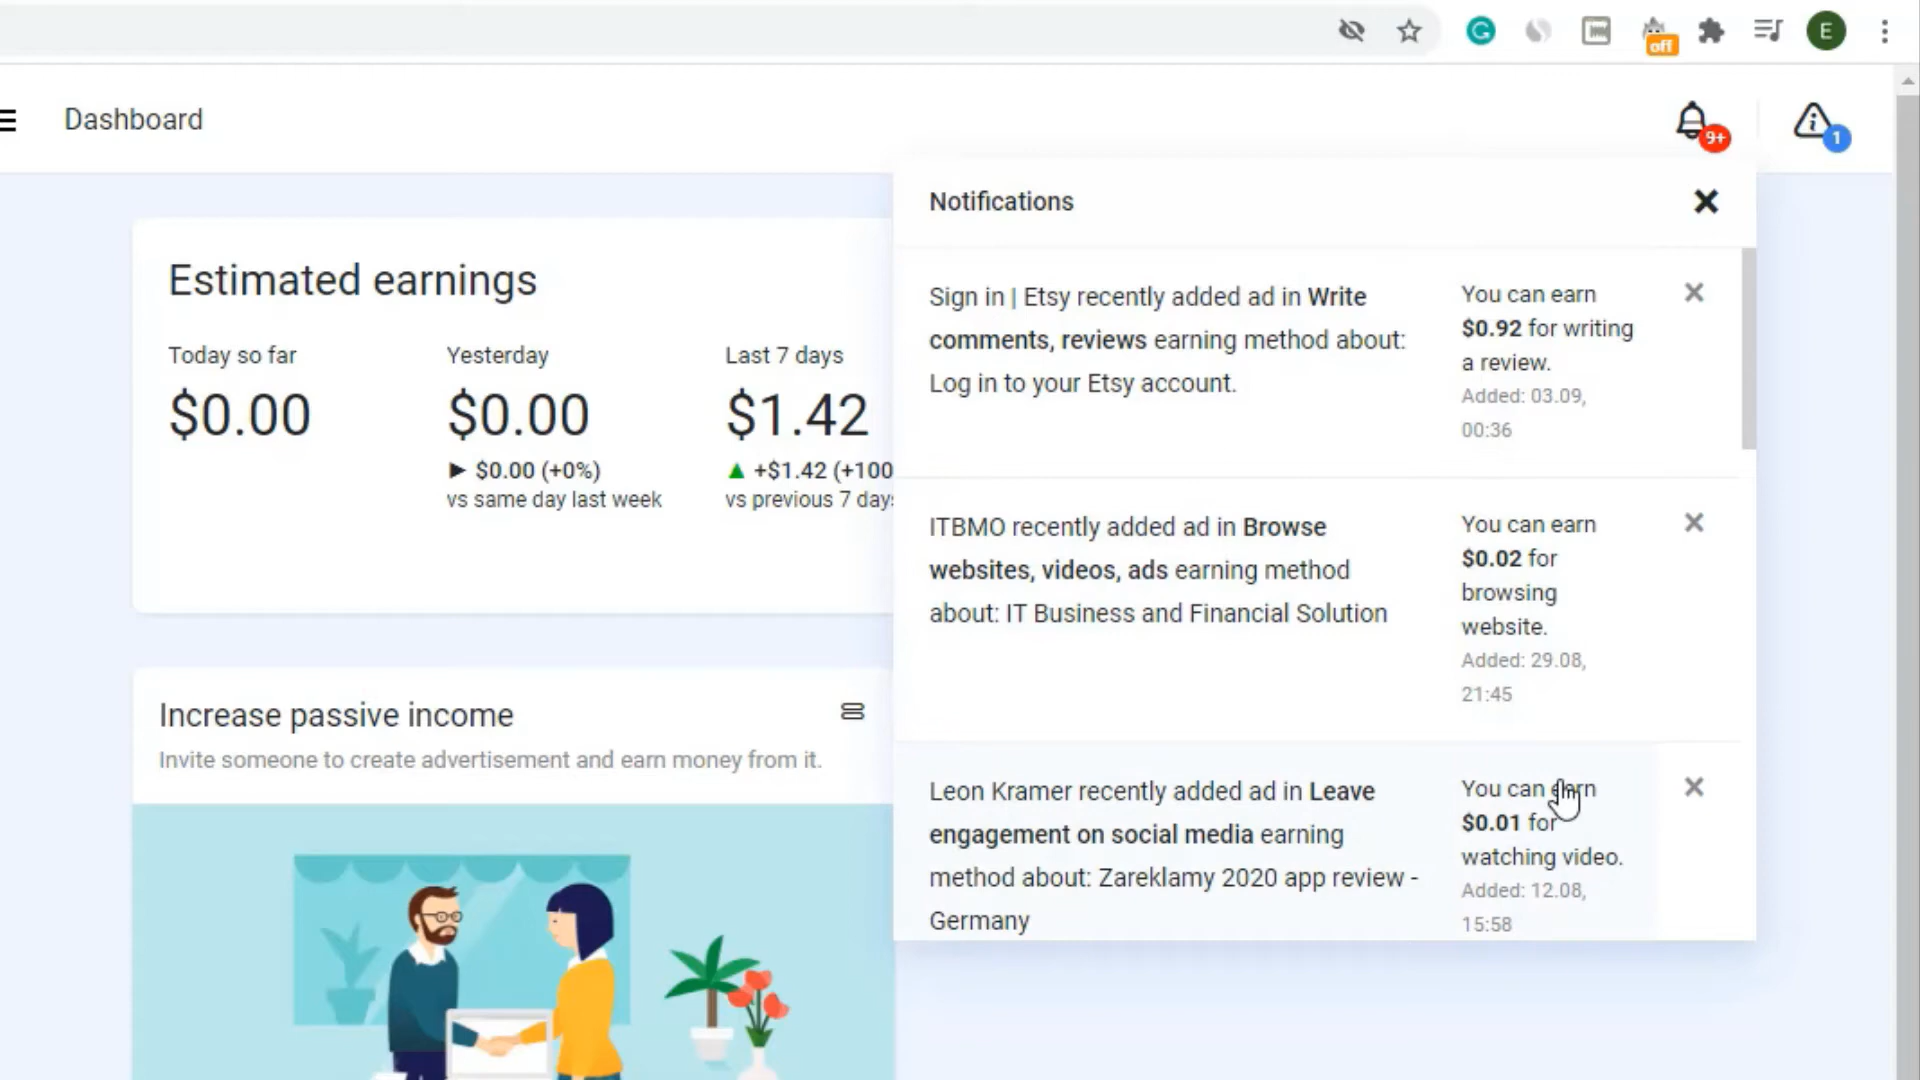 off
E
Dashboard
9+
1
Notifications
Estimated earnings
Today so far
Yesterday
Last 7 days
$0.00
$0.00
$1.42
$0.00 (+0%)
+$1.42 (+100
vs same day last week
vs previous 7 days
Sign in | Etsy recently added ad in Write
comments, reviews earning method about:
Log in to your Etsy account.
You can earn
$0.92 for writing
a review.
Added: 03.09,
00:36
ITBMO recently added ad in Browse
websites, videos, ads earning method
about: IT Business and Financial Solution
You can earn
$0.02 for
browsing
website.
Added: 29.08,
21:45
Leon Kramer recently added ad in Leave
engagement on social media earning
method about: Zareklamy 2020 app review -
Germany
You can earn
$0.01 for
watching video.
Added: 12.08,
15:58
Increase passive income
Invite someone to create advertisement and earn money from it.